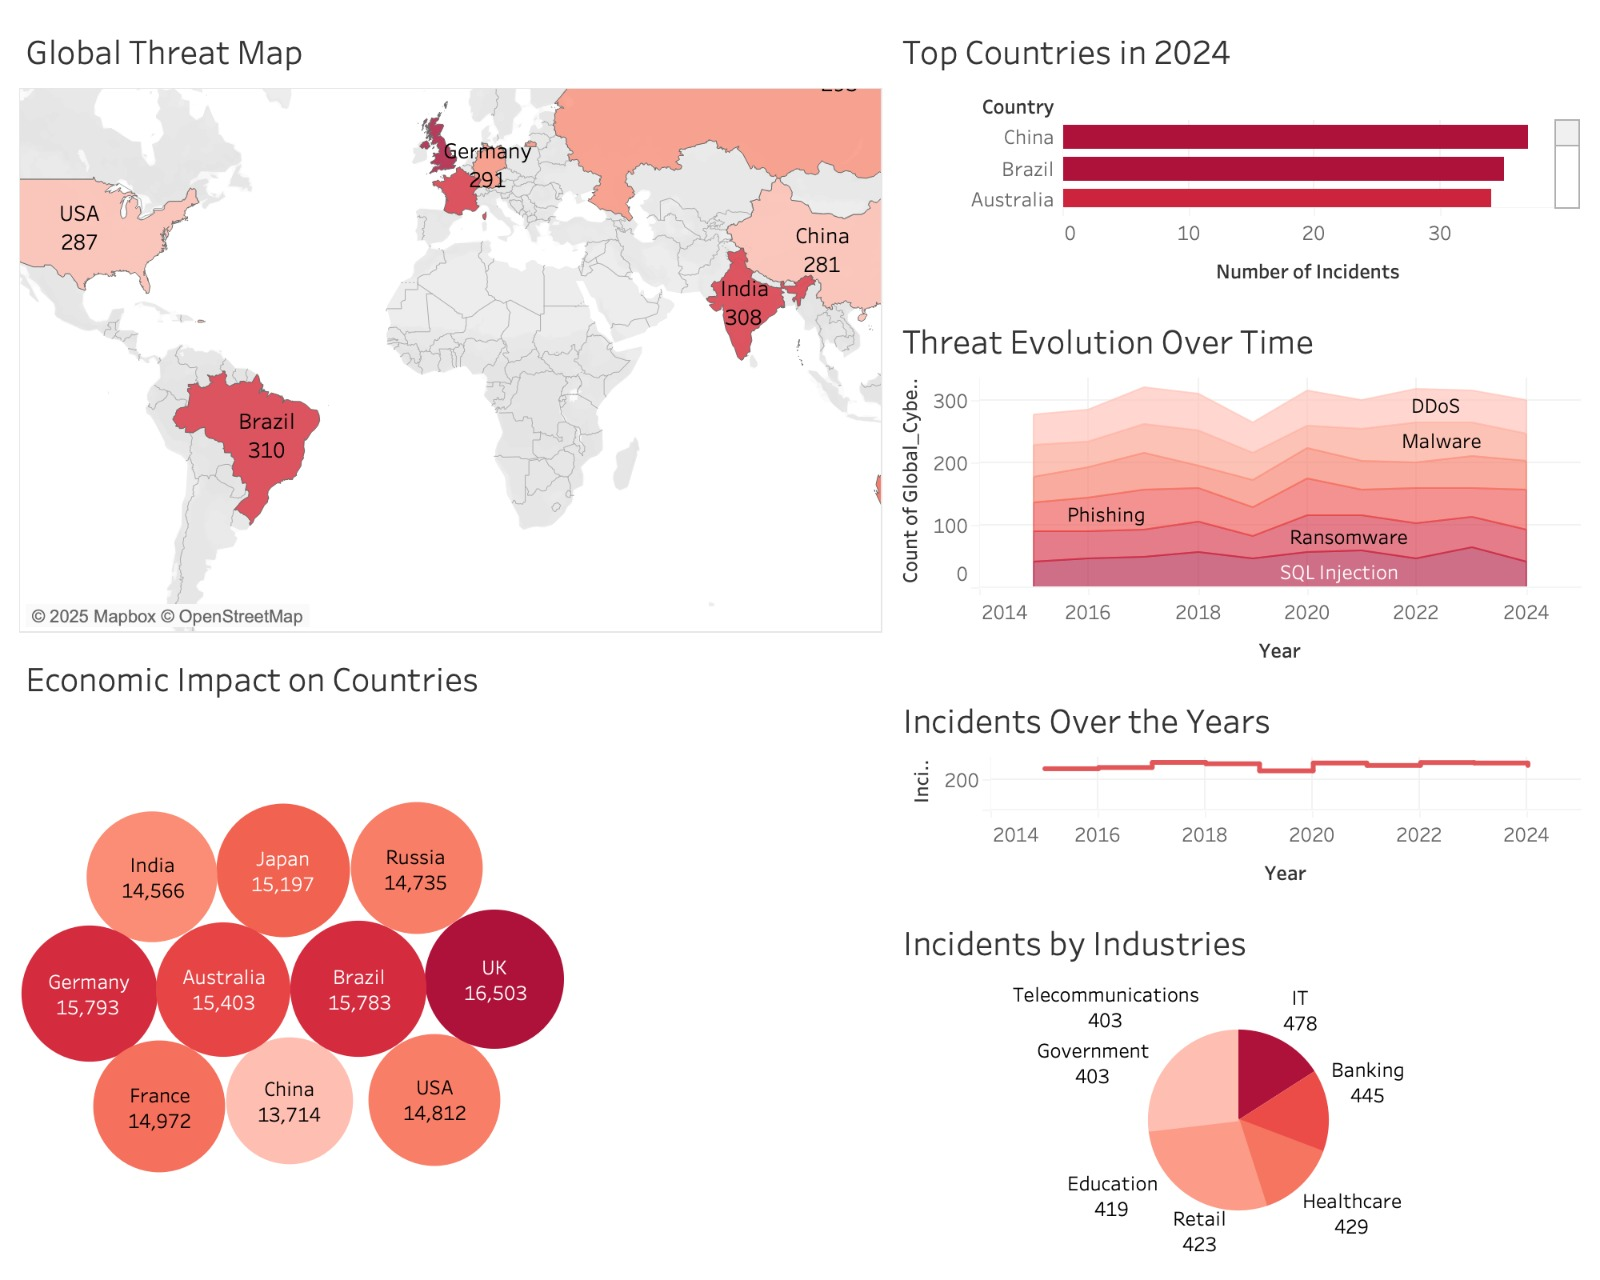 Global Threat Map
USA
287
Germany
291
China
281
India
308
Brazil
310
© 2025 Mapbox © OpenStreetMap
Top Countries in 2024
Country
China
Brazil
Australia
0 10 20 30
Number of Incidents
Threat Evolution Over Time
Count of Global_Cybe..
300
200
100
0
DDoS
Malware
Phishing
Ransomware
SQL Injection
2014 2016 2018 2020 2022 2024
Year
Economic Impact on Countries
India
14,566
Japan
15,197
Russia
14,735
Germany
15,793
Australia
15,403
Brazil
15,783
UK
16,503
France
14,972
China
13,714
USA
14,812
Incidents Over the Years
Inci..
200
2014 2016 2018 2020 2022 2024
Year
Incidents by Industries
Telecommunications
403
IT
478
Government
403
Banking
445
Education
419
Retail
423
Healthcare
429